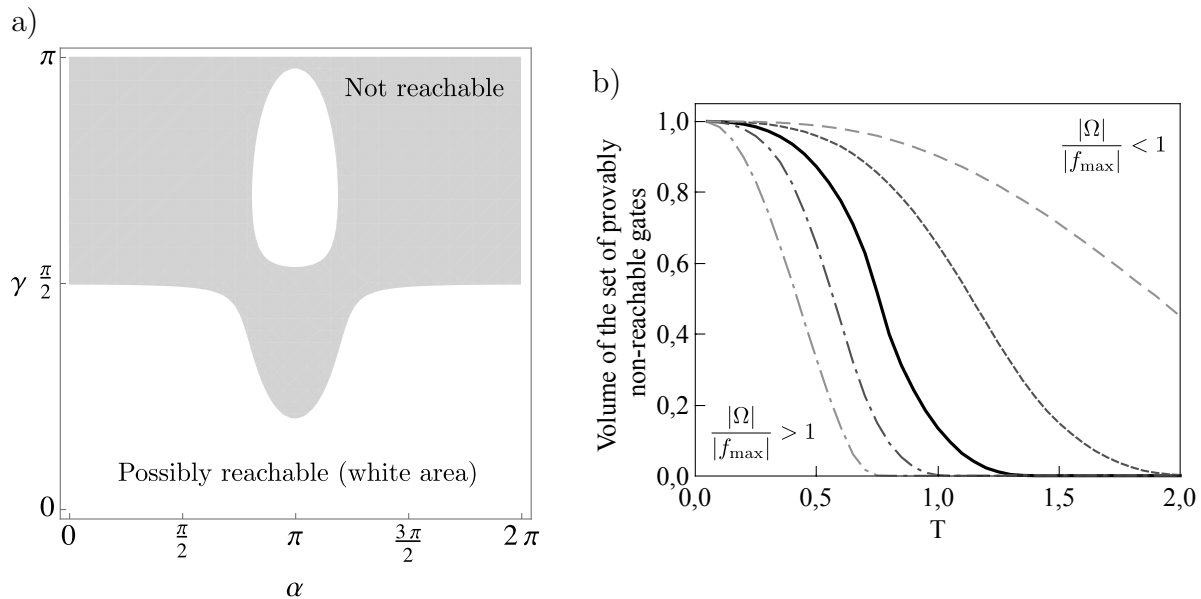 a)
π
Not reachable
γ
π/2
Possibly reachable (white area)
0
0
π/2
π
3π/2
2π
α
b)
Volume of the set of provably
non-reachable gates
1,0
0,8
0,6
0,4
0,2
0,0
|Ω|/|f_max| < 1
|Ω|/|f_max| > 1
0,0
0,5
1,0
1,5
2,0
T